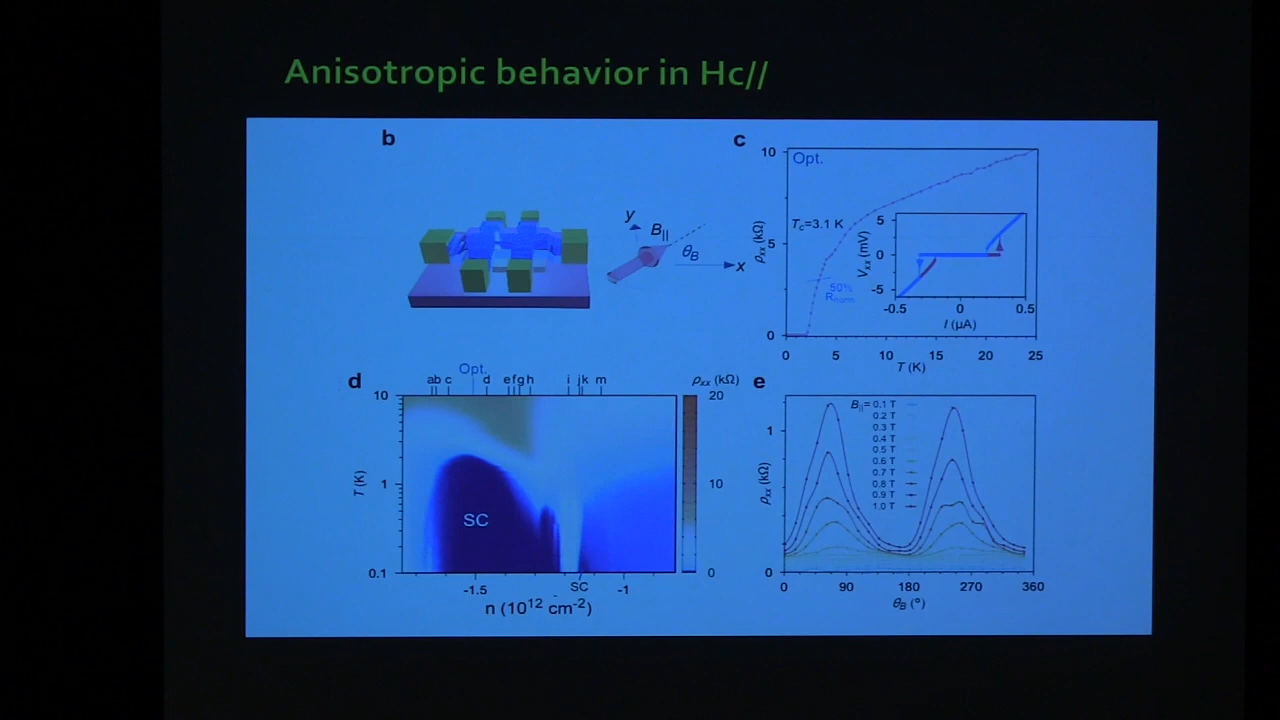 Anisotropic behavior in Hc//
b
y
B||
θB
x
c
Opt.
10
5
0
ρxx (kΩ)
Tc=3.1 K
50%
Rnorm
5
0
-5
Vxx (mV)
-0.5 0 0.5
I (μA)
0 5 10 15 20 25
T (K)
d
Opt.
ab c d e f g h i j k m
ρxx (kΩ)
10
1
0.1
T (K)
SC
20
10
0
-1.5 SC -1
n (10¹² cm⁻²)
e
B||= 0.1 T
0.2 T
0.3 T
0.4 T
0.5 T
0.6 T
0.7 T
0.8 T
0.9 T
1.0 T
1
0
ρxx (kΩ)
0 90 180 270 360
θB (°)